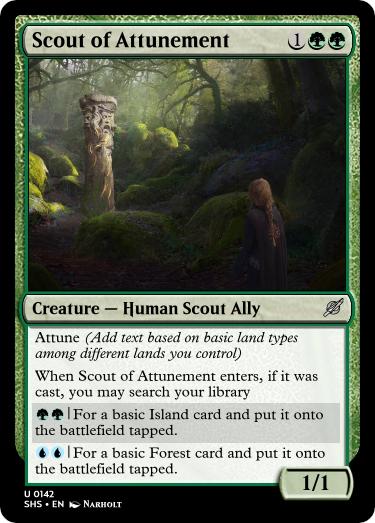 Scout of Attunement 1
Creature — Human Scout Ally
Attune (Add text based on basic land types
among different lands you control)
When Scout of Attunement enters, if it was
cast, you may search your library
| For a basic Island card and put it onto
the battlefield tapped.
| For a basic Forest card and put it onto
the battlefield tapped.
1/1
U 0142
SHS • EN Narholt